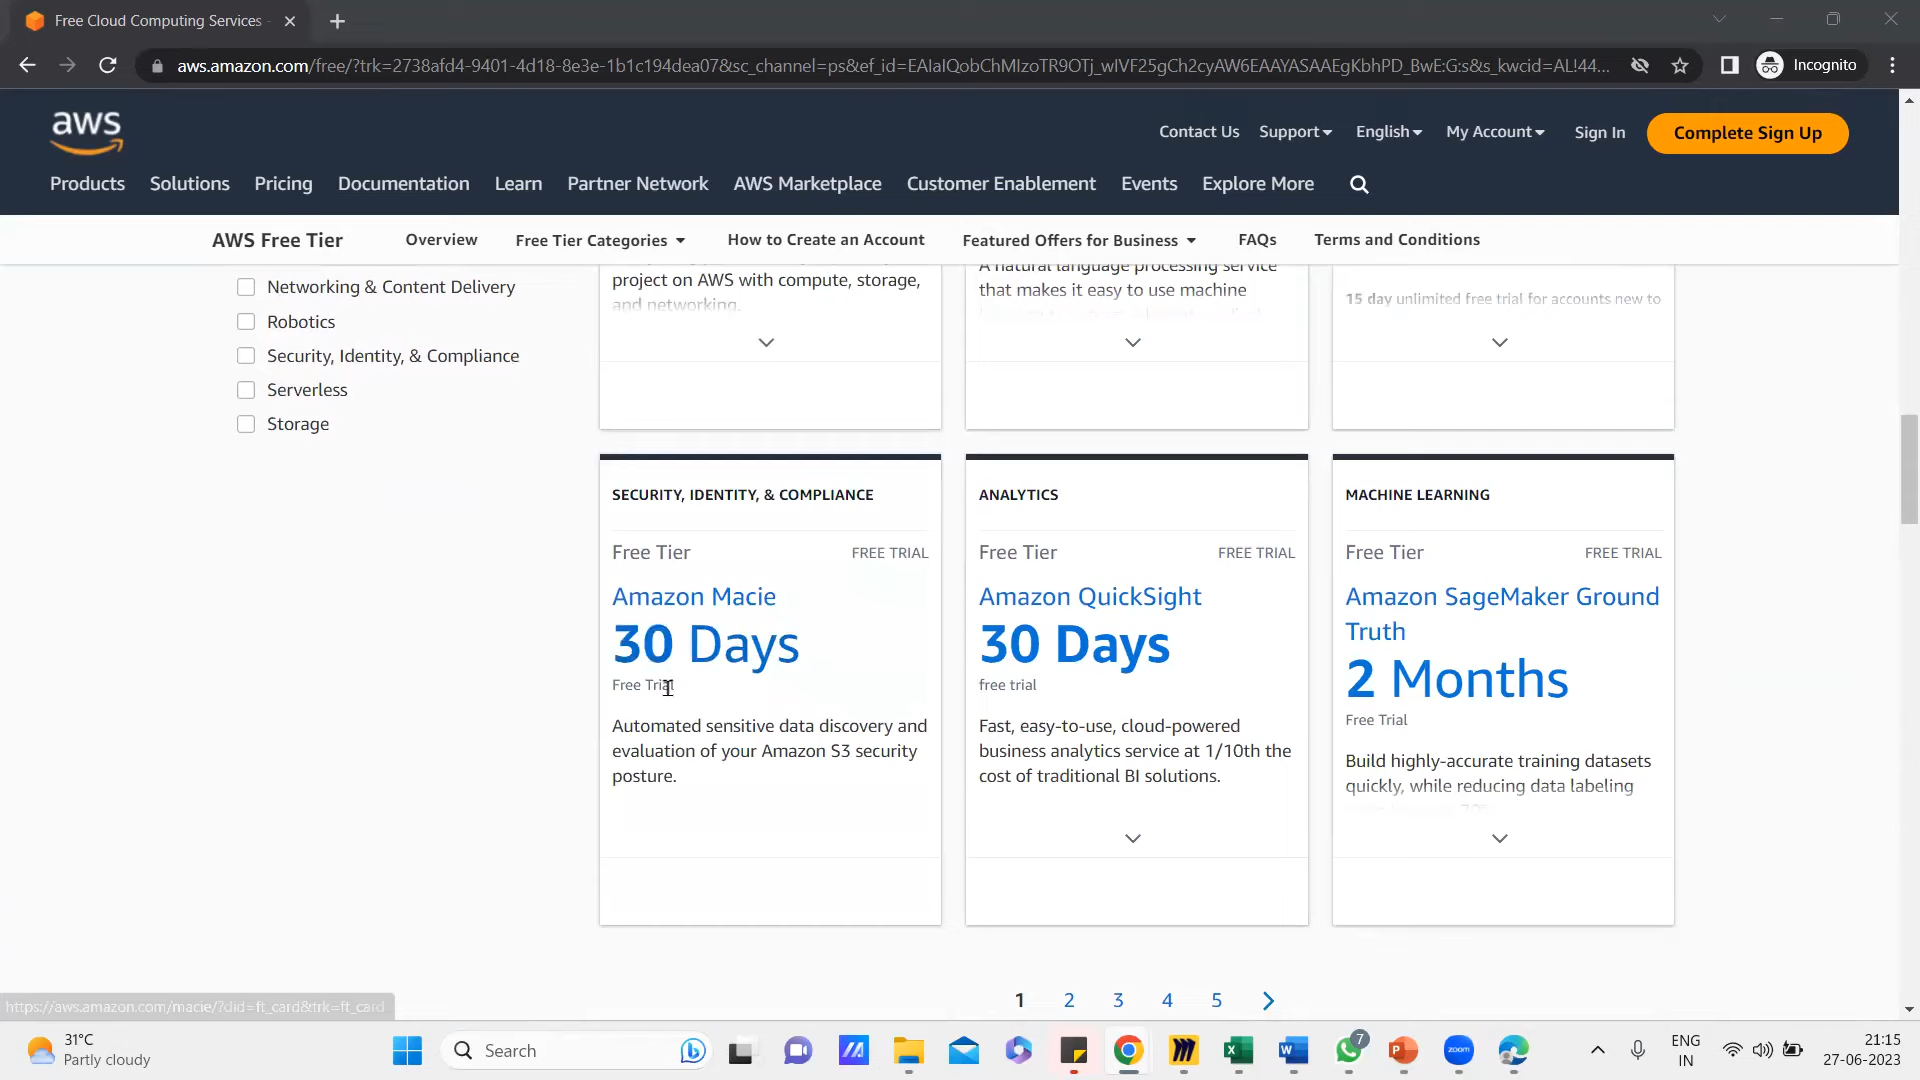 Free Cloud Computing Services -
aws.amazon.com/free/?trk=2738afd4-9401-4d18-8e3e-1b1c194dea07&sc_channel=ps&ef_id=EAIaIQobChMIzoTR9OTj_wIVF25gCh2cyAW6EAAYASAAEgKbhPD_BwE:G:s&s_kwcid=AL!44...
Incognito
aws
Contact Us Support English My Account Sign In Complete Sign Up
Products Solutions Pricing Documentation Learn Partner Network AWS Marketplace Customer Enablement Events Explore More
AWS Free Tier Overview Free Tier Categories How to Create an Account Featured Offers for Business FAQs Terms and Conditions
Networking & Content Delivery
Robotics
Security, Identity, & Compliance
Serverless
Storage
project on AWS with compute, storage,
and networking.
A natural language processing service
that makes it easy to use machine
15 day unlimited free trial for accounts new to
SECURITY, IDENTITY, & COMPLIANCE
Free Tier FREE TRIAL
Amazon Macie
30 Days
Free Trial
Automated sensitive data discovery and
evaluation of your Amazon S3 security
posture.
ANALYTICS
Free Tier FREE TRIAL
Amazon QuickSight
30 Days
free trial
Fast, easy-to-use, cloud-powered
business analytics service at 1/10th the
cost of traditional BI solutions.
MACHINE LEARNING
Free Tier FREE TRIAL
Amazon SageMaker Ground
Truth
2 Months
Free Trial
Build highly-accurate training datasets
quickly, while reducing data labeling
1 2 3 4 5
https://aws.amazon.com/macie/?did=ft_card&trk=ft_card
31°C
Partly cloudy
Search
zoom
7
ENG
IN
21:15
27-06-2023